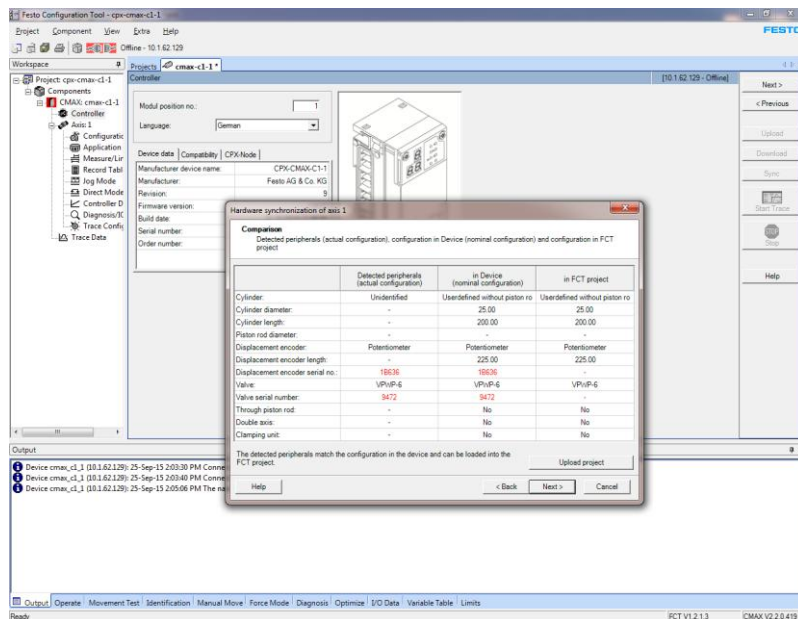 Festo Configuration Tool - cpx-cmax-c1-1
Project Component View Extra Help
FESTO
Offline - 10.1.62.129
Workspace
Projects cmax-c1-1 *
Controller [10.1.62.129 - Offline]
Project: cpx-cmax-c1-1
Components
CMAX: cmax-c1-1
Controller
Axis: 1
Configuratic
Application
Measure/Lir
Record Tabl
Jog Mode
Direct Mode
Controller D
Diagnosis/IC
Trace Config
Trace Data
Modul position no.: 1
Language: German
Device data Compatibility CPX-Node
Manufacturer device name: CPX-CMAX-C1-1
Manufacturer: Festo AG & Co. KG
Revision: 9
Firmware version:
Build date:
Serial number:
Order number:
Next >
< Previous
Upload
Download
Sync
Start Trace
Stop
Help
Hardware synchronization of axis 1
Comparison
Detected peripherals (actual configuration), configuration in Device (nominal configuration) and configuration in FCT
project
Detected peripherals (actual configuration) in Device (nominal configuration) in FCT project
Cylinder: Unidentified Userdefined without piston ro Userdefined without piston ro
Cylinder diameter: - 25.00 25.00
Cylinder length: - 200.00 200.00
Piston rod diameter: - - -
Displacement encoder: Potentiometer Potentiometer Potentiometer
Displacement encoder length: - 225.00 225.00
Displacement encoder serial no.: 1B636 1B636 -
Valve: VPWP-6 VPWP-6 VPWP-6
Valve serial number: 9472 9472 -
Through piston rod: - No No
Double axis: - No No
Clamping unit: - No No
The detected peripherals match the configuration in the device and can be loaded into the
FCT project.
Upload project
Help < Back Next > Cancel
Output
Device cmax_c1_1 (10.1.62.129): 25-Sep-15 2:03:30 PM Conne
Device cmax_c1_1 (10.1.62.129): 25-Sep-15 2:03:40 PM Conne
Device cmax_c1_1 (10.1.62.129): 25-Sep-15 2:05:06 PM The na
Output Operate Movement Test Identification Manual Move Force Mode Diagnosis Optimize I/O Data Variable Table Limits
Ready FCT V1.2.1.3 CMAX V2.2.0.419